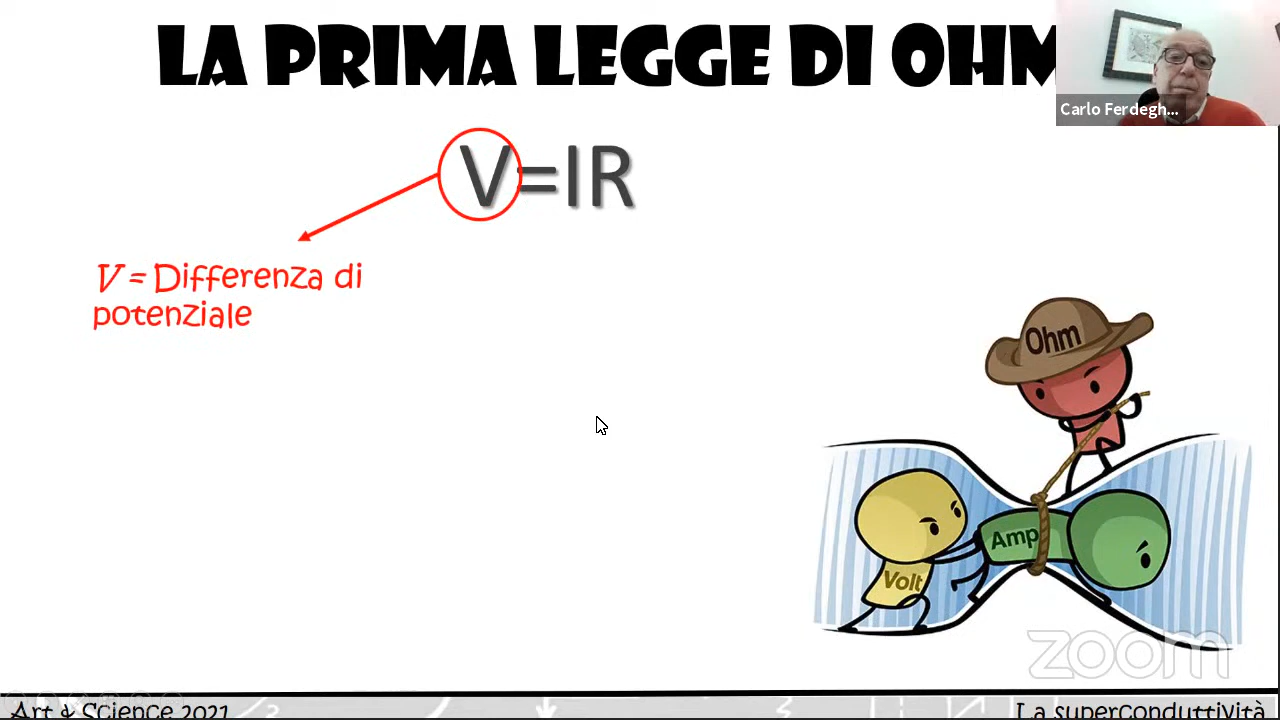 LA PRIMA LEGGE DI OHM
Carlo Ferdegh...
V=IR
V = Differenza di
potenziale
Ohm
Amp
Volt
zoom
Art & Science 2021
La superconduttività